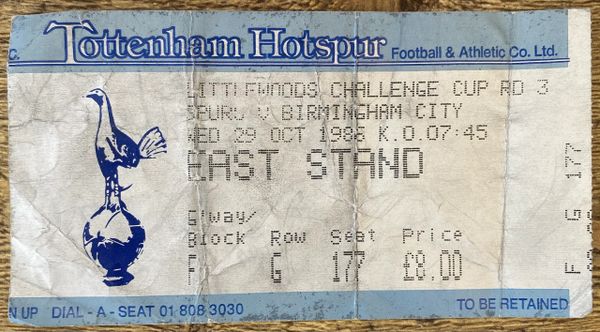 C. Tottenham Hotspur Football & Athletic Co. Ltd.
LITTLEWOODS CHALLENGE CUP RD 3
SPURS V BIRMINGHAM CITY
WED 29 OCT 1986 K.O.07:45
EAST STAND
G'way/
Block Row Seat Price
F G 177 £8.00
F G 177
N UP DIAL - A - SEAT 01 808 3030 TO BE RETAINED